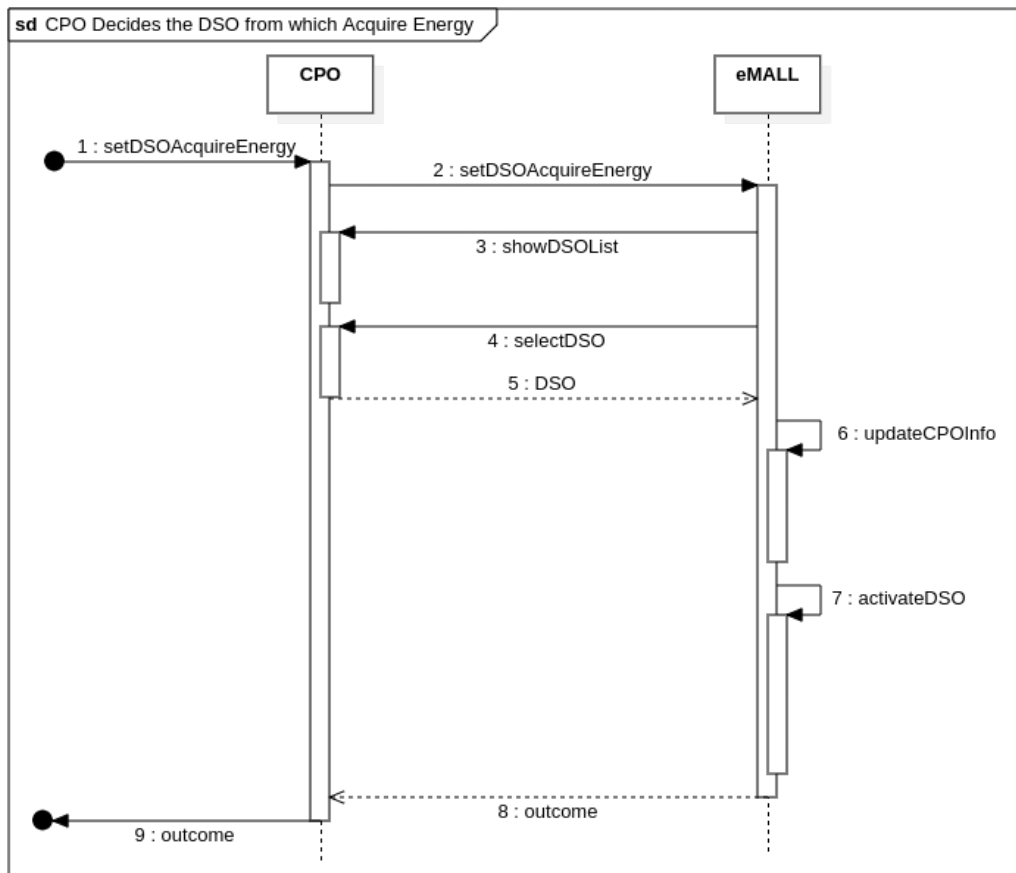 sd CPO Decides the DSO from which Acquire Energy
CPO
eMALL
1 : setDSOAcquireEnergy
2 : setDSOAcquireEnergy
3 : showDSOList
4 : selectDSO
5 : DSO
6 : updateCPOInfo
7 : activateDSO
8 : outcome
9 : outcome